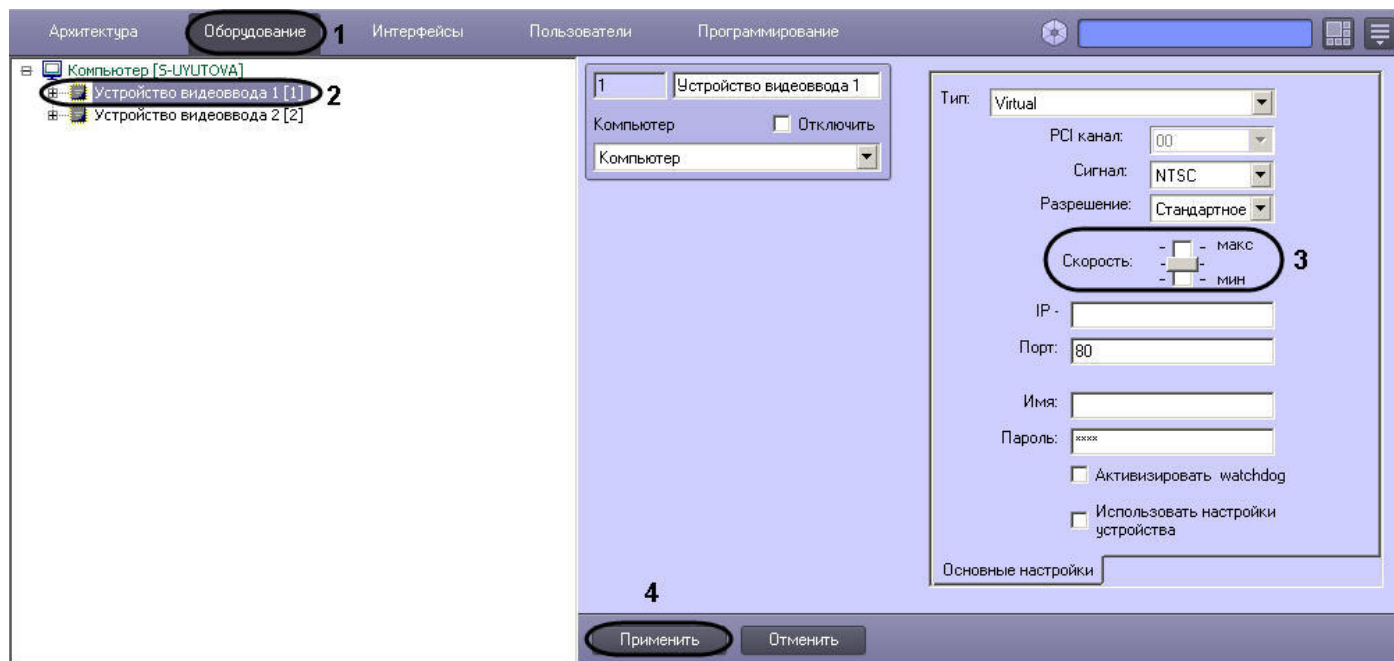 Архитектура Оборудование 1 Интерфейсы Пользователи Программирование
Компьютер [S-UYUTOVA]
Устройство видеоввода 1 [1] 2
Устройство видеоввода 2 [2]
1 Устройство видеоввода 1
Компьютер Отключить
Компьютер
Тип: Virtual
PCI канал: 00
Сигнал: NTSC
Разрешение: Стандартное
Скорость: - - макс 3
- -
- - мин
IP -
Порт: 80
Имя:
Пароль: ****
Активизировать watchdog
Использовать настройки
устройства
Основные настройки
4
Применить Отменить